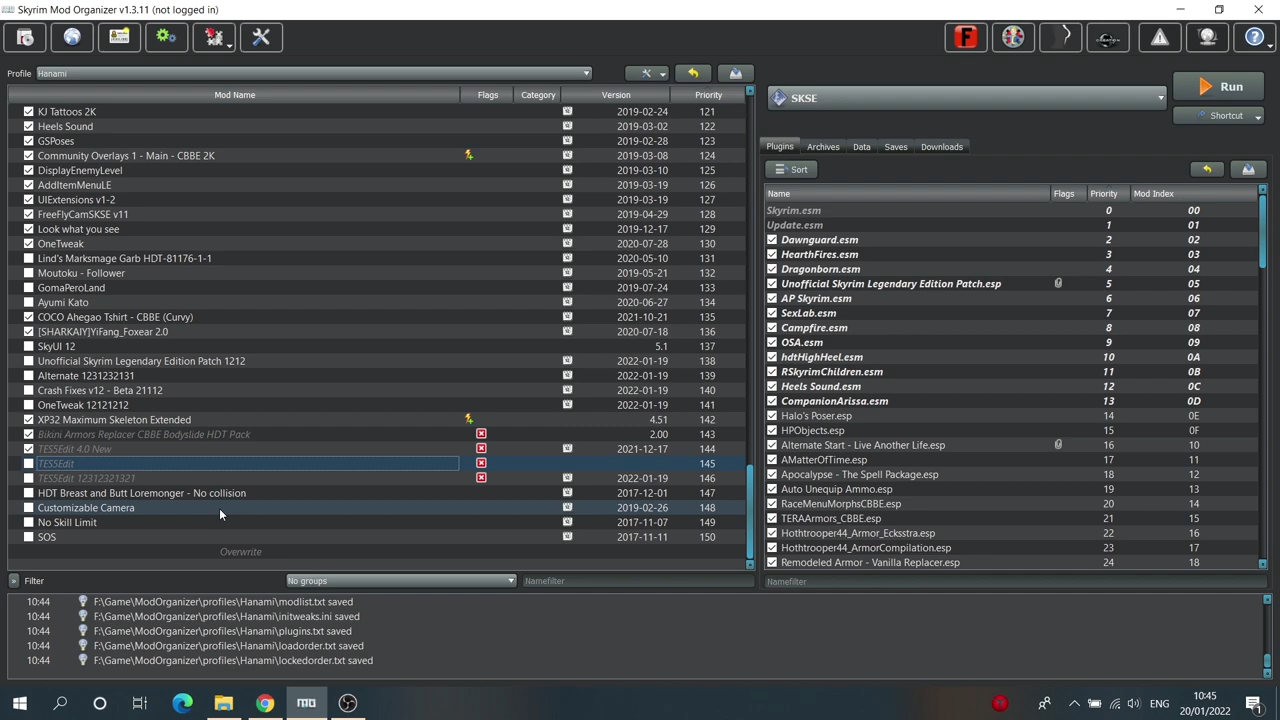 Skyrim Mod Organizer v1.3.11 (not logged in)
Profile Hanami
Mod Name Flags Category Version Priority
KJ Tattoos 2K 2019-02-24 121
Heels Sound 2019-03-02 122
GSPoses 2019-02-28 123
Community Overlays 1 - Main - CBBE 2K 2019-03-08 124
DisplayEnemyLevel 2019-03-10 125
AddItemMenuLE 2019-03-19 126
UIExtensions v1-2 2019-03-19 127
FreeFlyCamSKSE v11 2019-04-29 128
Look what you see 2019-12-17 129
OneTweak 2020-07-28 130
Lind's Marksmage Garb HDT-81176-1-1 2020-05-10 131
Moutoku - Follower 2019-05-21 132
GomaPeroLand 2019-07-24 133
Ayumi Kato 2020-06-27 134
COCO Ahegao Tshirt - CBBE (Curvy) 2021-10-21 135
[SHARKAIY]YiFang_Foxear 2.0 2020-07-18 136
SkyUI 12 5.1 137
Unofficial Skyrim Legendary Edition Patch 1212 2022-01-19 138
Alternate 1231232131 2022-01-19 139
Crash Fixes v12 - Beta 21112 2022-01-19 140
OneTweak 12121212 2022-01-19 141
XP32 Maximum Skeleton Extended 4.51 142
Bikini Armors Replacer CBBE Bodyslide HDT Pack 2.00 143
TES5Edit 4.0 New 2021-12-17 144
TES5Edit 145
TES5Edit 12312321321 2022-01-19 146
HDT Breast and Butt Loremonger - No collision 2017-12-01 147
Customizable Camera 2019-02-26 148
No Skill Limit 2017-11-07 149
SOS 2017-11-11 150
Overwrite
» Filter No groups Namefilter
SKSE
Run
Shortcut
Plugins Archives Data Saves Downloads
Sort
Name Flags Priority Mod Index
Skyrim.esm 0 00
Update.esm 1 01
Dawnguard.esm 2 02
HearthFires.esm 3 03
Dragonborn.esm 4 04
Unofficial Skyrim Legendary Edition Patch.esp 5 05
AP Skyrim.esm 6 06
SexLab.esm 7 07
Campfire.esm 8 08
OSA.esm 9 09
hdtHighHeel.esm 10 0A
RSkyrimChildren.esm 11 0B
Heels Sound.esm 12 0C
CompanionArissa.esm 13 0D
Halo's Poser.esp 14 0E
HPObjects.esp 15 0F
Alternate Start - Live Another Life.esp 16 10
AMatterOfTime.esp 17 11
Apocalypse - The Spell Package.esp 18 12
Auto Unequip Ammo.esp 19 13
RaceMenuMorphsCBBE.esp 20 14
TERAArmors_CBBE.esp 21 15
Hothtrooper44_Armor_Ecksstra.esp 22 16
Hothtrooper44_ArmorCompilation.esp 23 17
Remodeled Armor - Vanilla Replacer.esp 24 18
Namefilter
10:44 F:\Game\ModOrganizer\profiles\Hanami\modlist.txt saved
10:44 F:\Game\ModOrganizer\profiles\Hanami\initweaks.ini saved
10:44 F:\Game\ModOrganizer\profiles\Hanami\plugins.txt saved
10:44 F:\Game\ModOrganizer\profiles\Hanami\loadorder.txt saved
10:44 F:\Game\ModOrganizer\profiles\Hanami\lockedorder.txt saved
ENG
10:45
20/01/2022
1